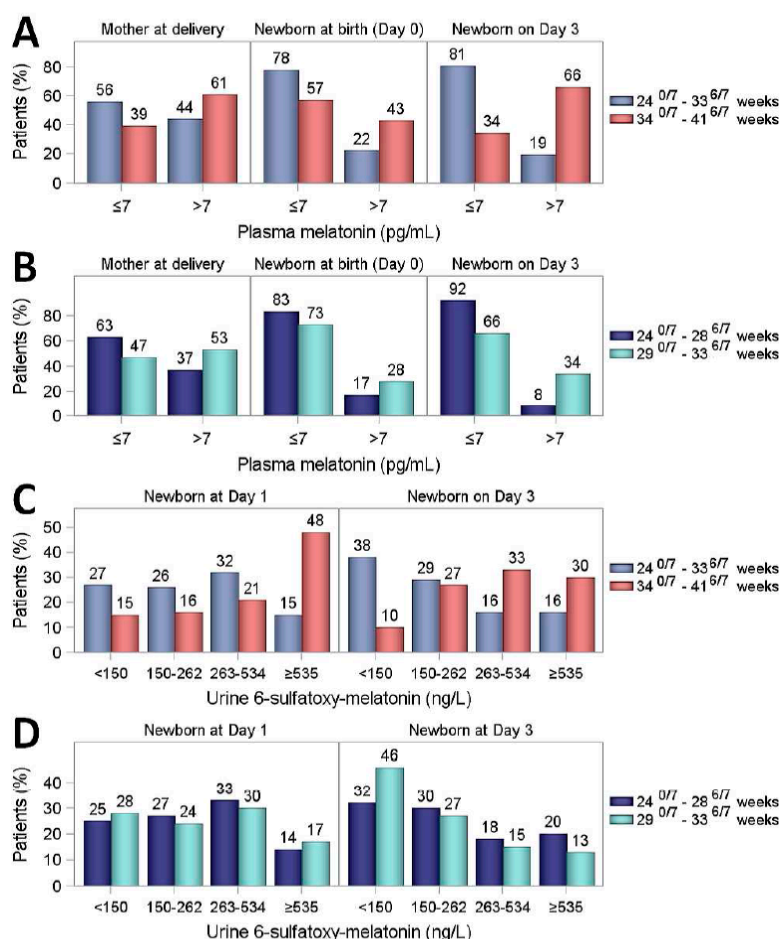 A
Mother at delivery Newborn at birth (Day 0) Newborn on Day 3
Patients (%)
80
60
40
20
0
56 39 44 61 78 57 22 43 81 34 19 66
≤7 >7 ≤7 >7 ≤7 >7
Plasma melatonin (pg/mL)
24 0/7 - 33 6/7 weeks
34 0/7 - 41 6/7 weeks
B
Mother at delivery Newborn at birth (Day 0) Newborn on Day 3
Patients (%)
80
60
40
20
0
63 47 37 53 83 73 17 28 92 66 8 34
≤7 >7 ≤7 >7 ≤7 >7
Plasma melatonin (pg/mL)
24 0/7 - 28 6/7 weeks
29 0/7 - 33 6/7 weeks
C
Newborn at Day 1 Newborn on Day 3
Patients (%)
50
40
30
20
10
0
27 15 26 16 32 21 15 48 38 10 29 27 16 33 16 30
<150 150-262 263-534 ≥535 <150 150-262 263-534 ≥535
Urine 6-sulfatoxy-melatonin (ng/L)
24 0/7 - 33 6/7 weeks
34 0/7 - 41 6/7 weeks
D
Newborn at Day 1 Newborn at Day 3
Patients (%)
40
30
20
10
0
25 28 27 24 33 30 14 17 32 46 30 27 18 15 20 13
<150 150-262 263-534 ≥535 <150 150-262 263-534 ≥535
Urine 6-sulfatoxy-melatonin (ng/L)
24 0/7 - 28 6/7 weeks
29 0/7 - 33 6/7 weeks